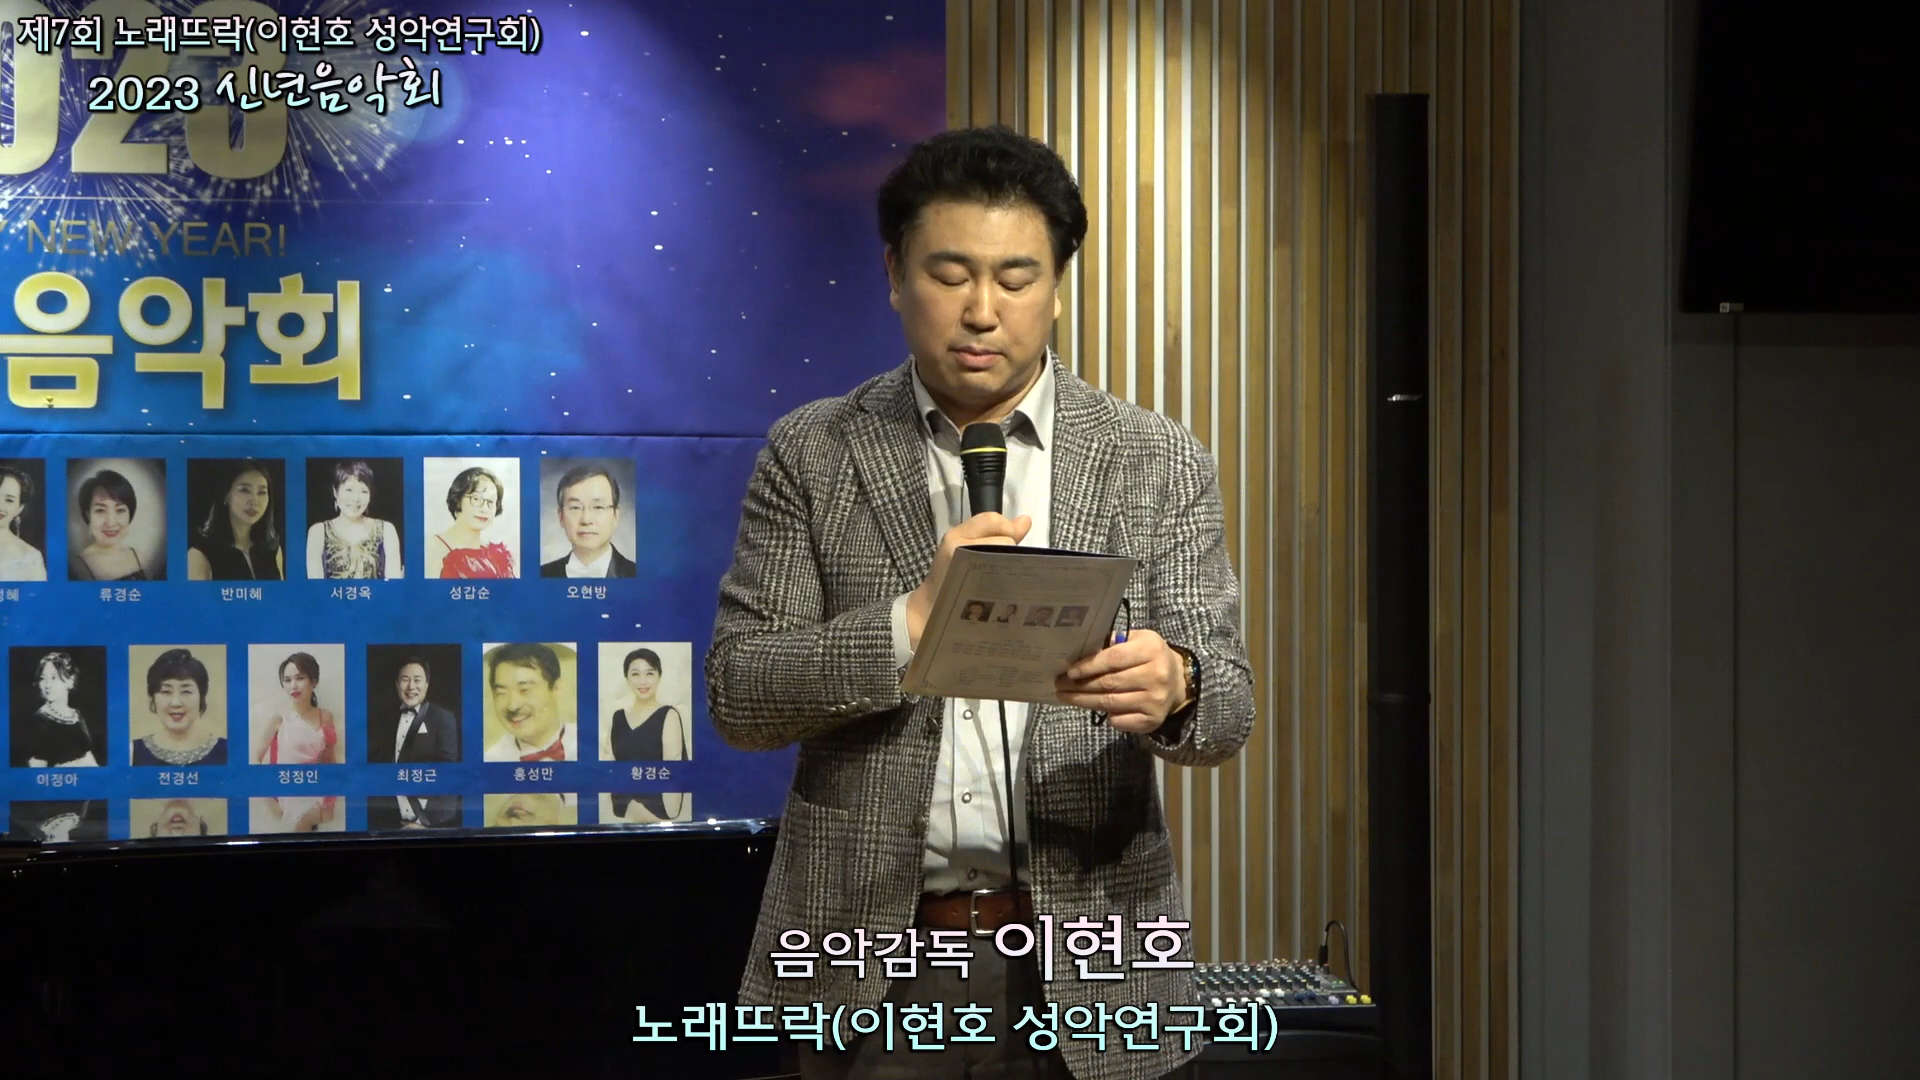 제7회 노래뜨락(이현호 성악연구회)
2023 신년음악회
023
NEW YEAR!
음악회
류경순 반미혜 서경옥 성갑순 오현방
이정아 전경선 정정인 최정근 홍성만 황경순
음악감독 이현호
노래뜨락(이현호 성악연구회)